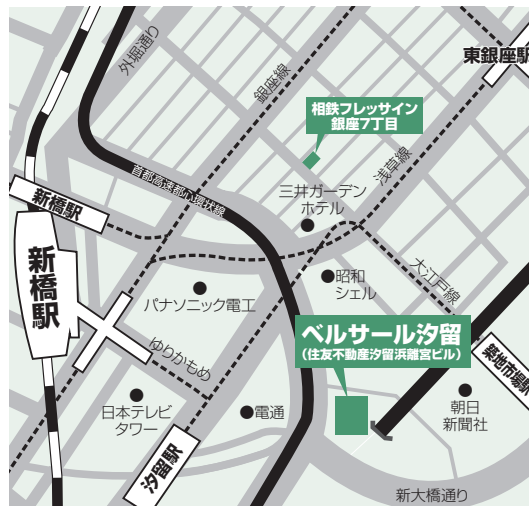 外堀通り
銀座線
東銀座駅
相鉄フレッサイン
銀座7丁目
浅草線
首都高速都心環状線
新橋駅
三井ガーデン
ホテル
新橋駅
パナソニック電工
昭和
シェル
大江戸線
ベルサール汐留
(住友不動産汐留浜離宮ビル)
ゆりかもめ
築地市場駅
日本テレビ
タワー
電通
朝日
新聞社
汐留駅
新大橋通り